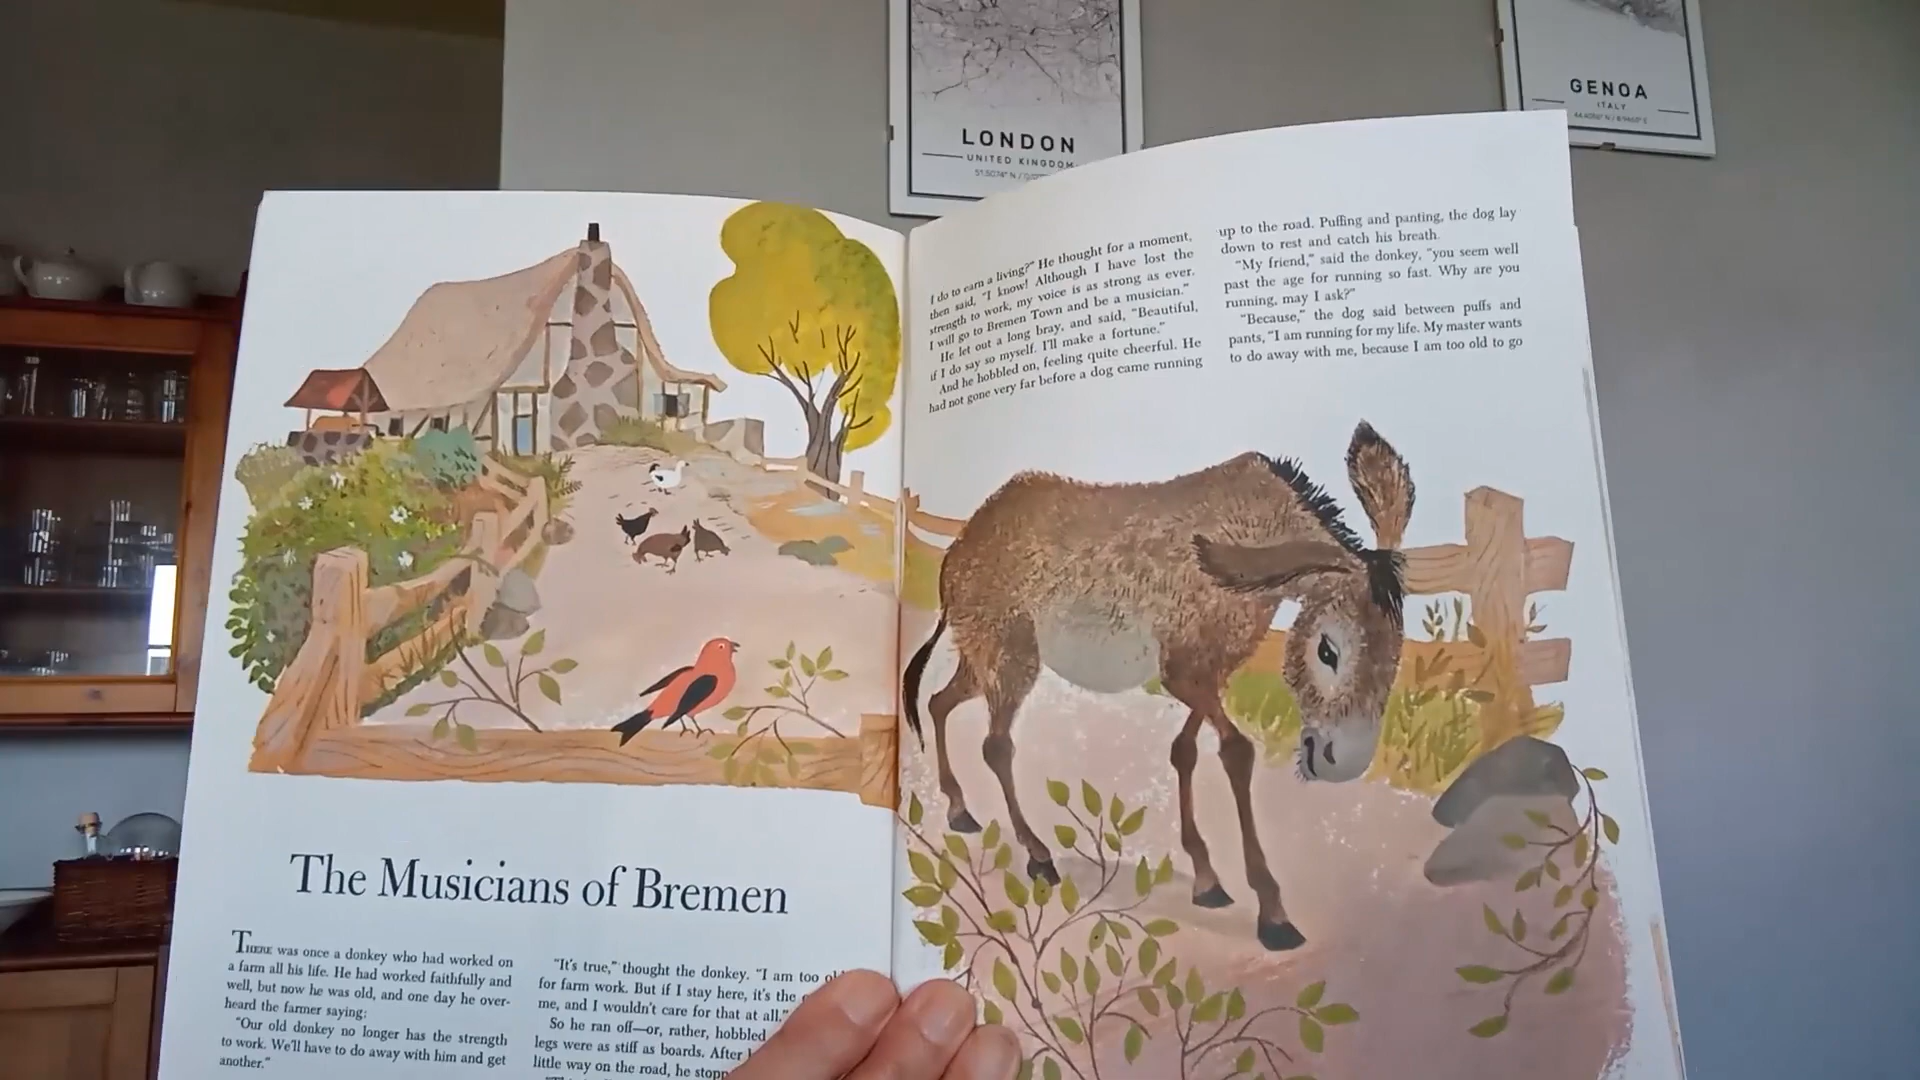 LONDON
UNITED KINGDOM
GENOA
ITALY
The Musicians of Bremen
THERE was once a donkey who had worked on
a farm all his life. He had worked faithfully and
well, but now he was old, and one day he over-
heard the farmer saying:
"Our old donkey no longer has the strength
to work. We'll have to do away with him and get
another."
"It's true," thought the donkey. "I am too
for farm work. But if I stay here, it's the
me, and I wouldn't care for that at all."
So he ran off—or, rather, hobbled
legs were as stiff as boards. After
little way on the road, he
I do to earn a living?" He thought for a moment,
then said, "I know! Although I have lost the
strength to work, my voice is as strong as ever.
I will go to Bremen Town and be a musician."
He let out a long bray, and said, "Beautiful,
if I do say so myself. I'll make a fortune."
And he hobbled on, feeling quite cheerful. He
had not gone very far before a dog came running
up to the road. Puffing and panting, the dog lay
down to rest and catch his breath.
"My friend," said the donkey, "you seem well
past the age for running so fast. Why are you
running, may I ask?"
"Because," the dog said between puffs and
pants, "I am running for my life. My master wants
to do away with me, because I am too old to go